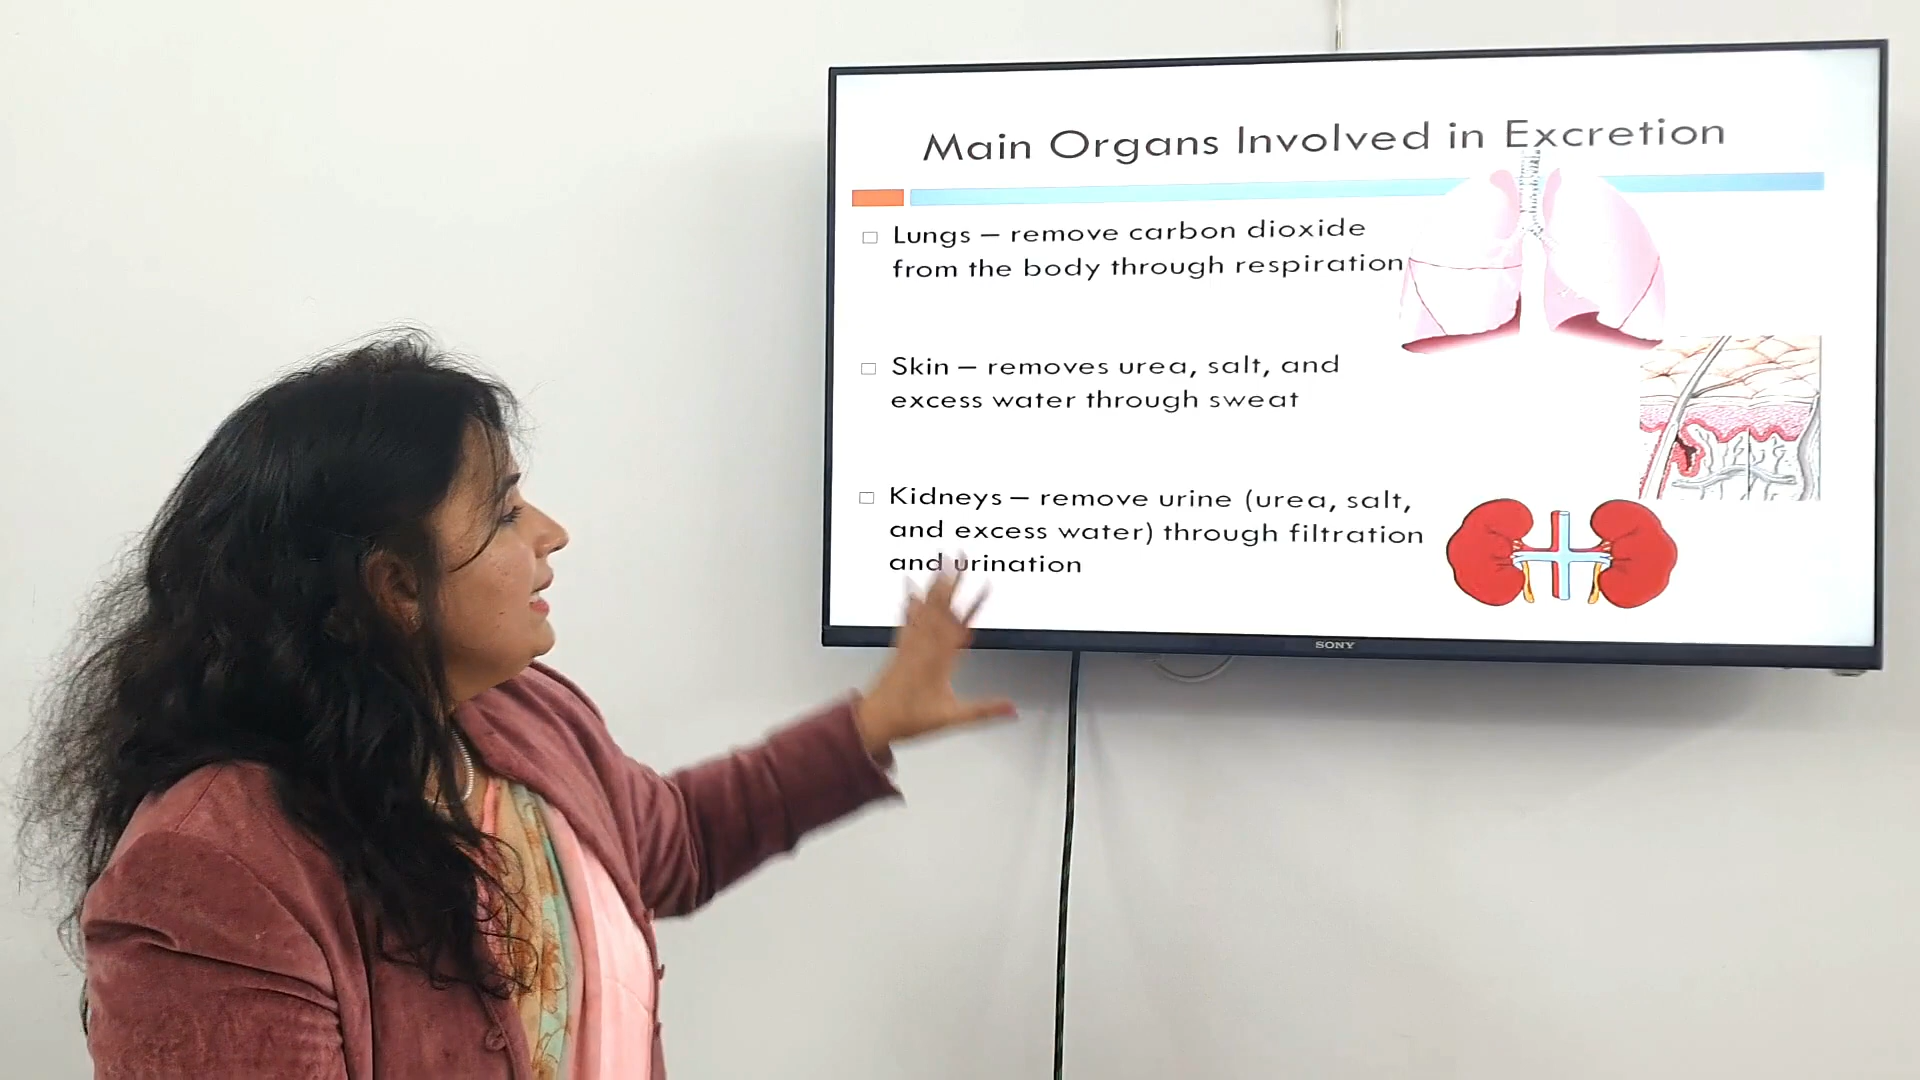 Main Organs Involved in Excretion
Lungs – remove carbon dioxide
from the body through respiration
Skin – removes urea, salt, and
excess water through sweat
Kidneys – remove urine (urea, salt,
and excess water) through filtration
and urination
SONY